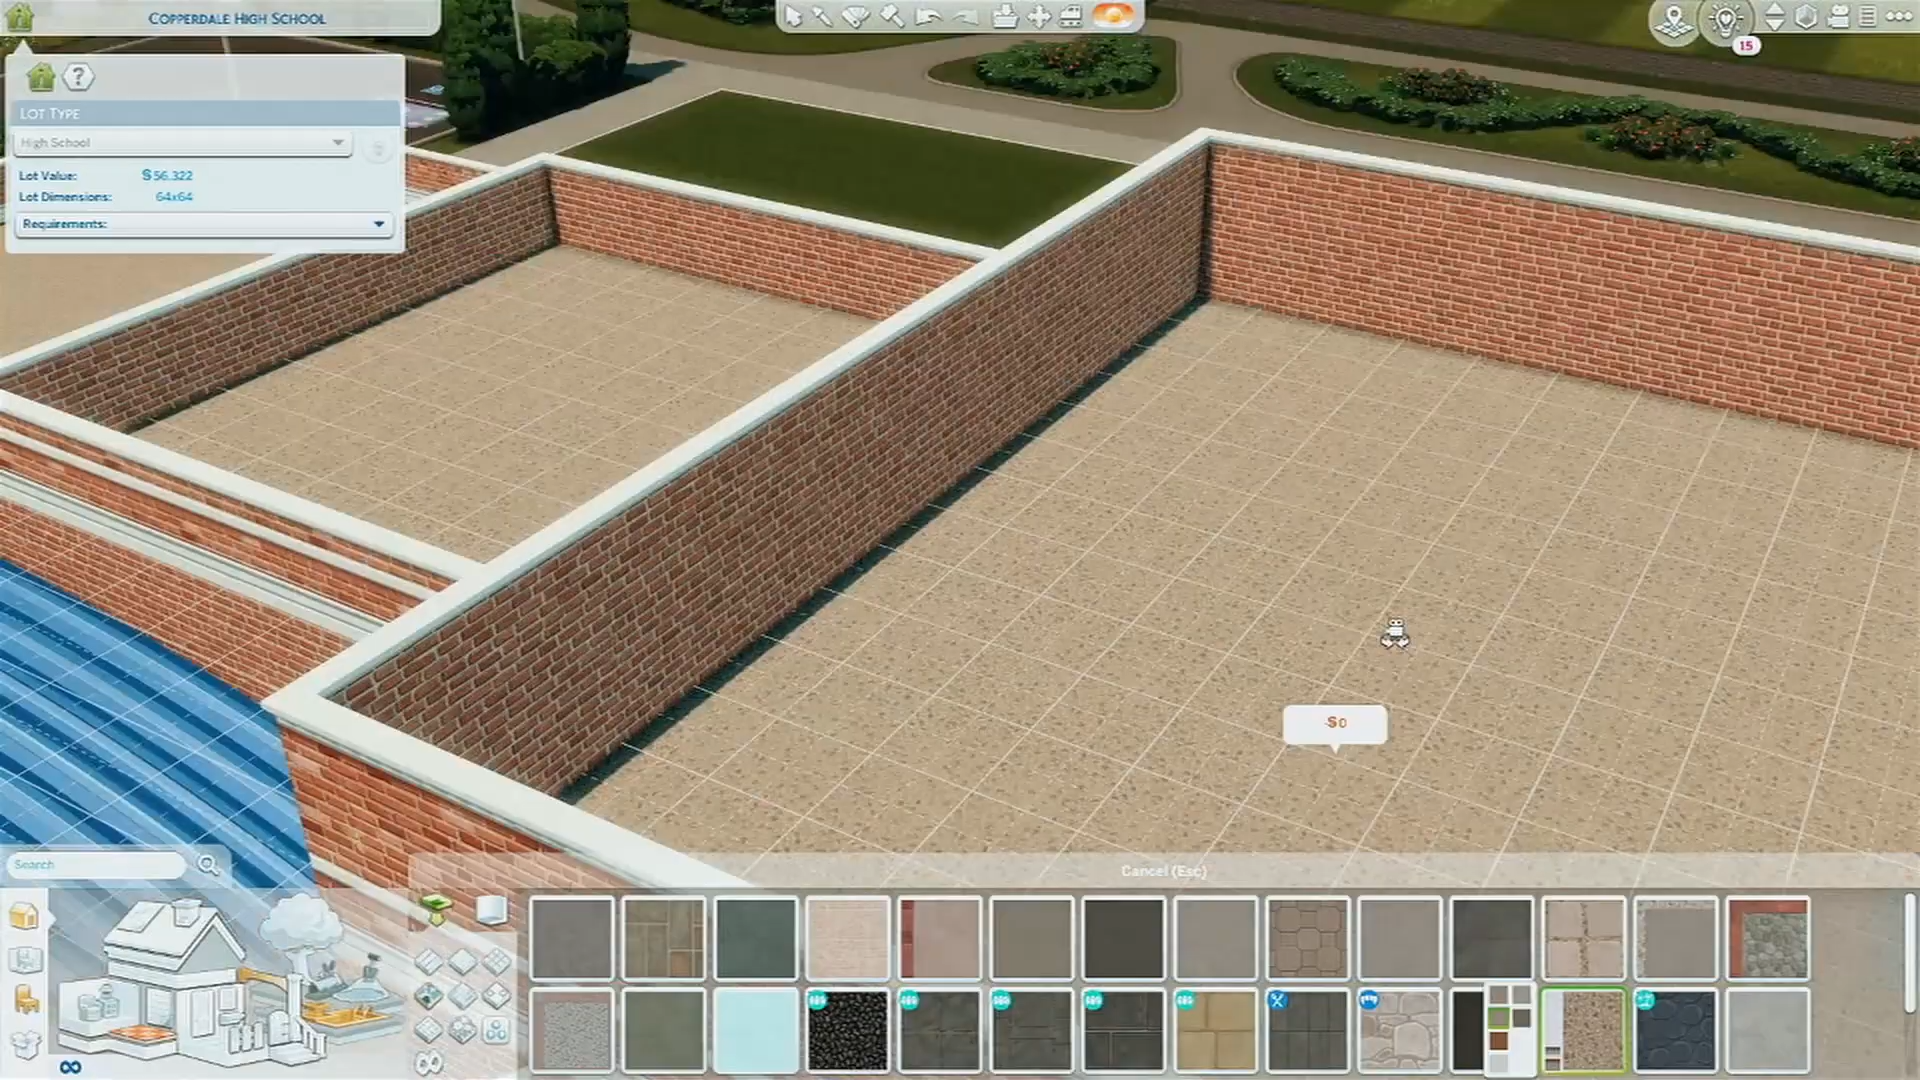 Copperdale High School
15
?
Lot Type
High School
Lot Value: $56,322
Lot Dimensions: 64x64
Requirements:
-$0
Search
Cancel (Esc)